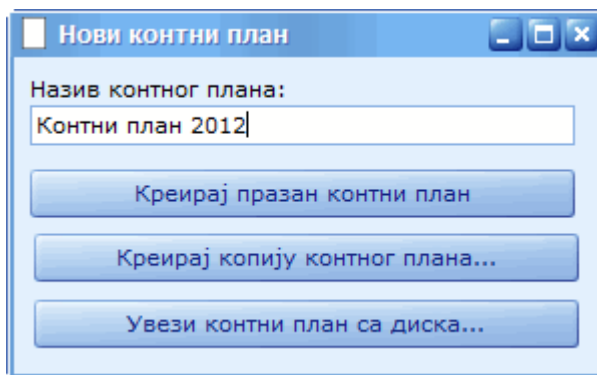 Нови контни план
Назив контног плана:
Контни план 2012
Креирај празан контни план
Креирај копију контног плана...
Увези контни план са диска...